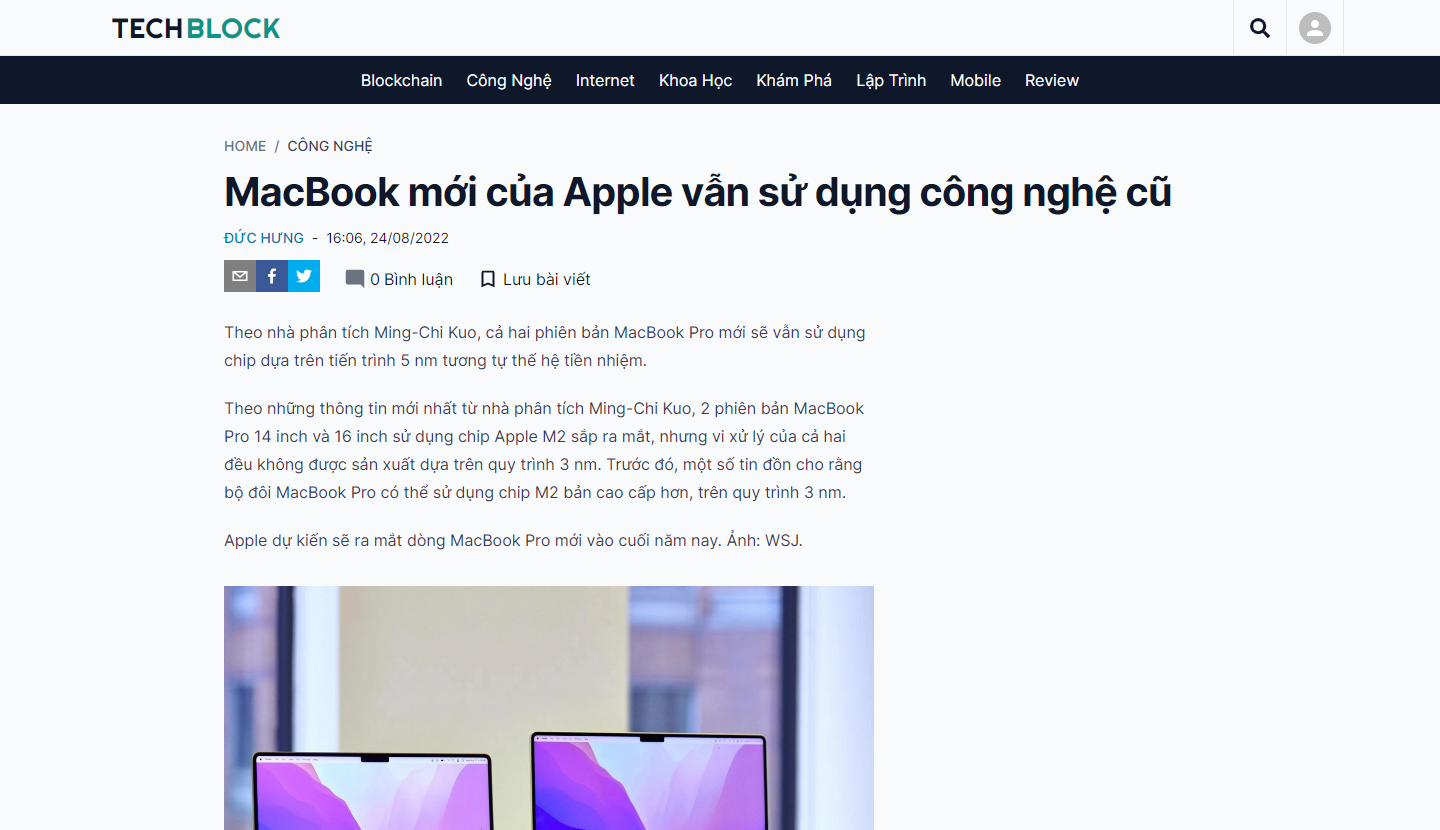 TECHBLOCK
Blockchain Công Nghệ Internet Khoa Học Khám Phá Lập Trình Mobile Review
HOME / CÔNG NGHỆ
MacBook mới của Apple vẫn sử dụng công nghệ cũ
ĐỨC HƯNG - 16:06, 24/08/2022
0 Bình luận Lưu bài viết
Theo nhà phân tích Ming-Chi Kuo, cả hai phiên bản MacBook Pro mới sẽ vẫn sử dụng
chip dựa trên tiến trình 5 nm tương tự thế hệ tiền nhiệm.
Theo những thông tin mới nhất từ nhà phân tích Ming-Chi Kuo, 2 phiên bản MacBook
Pro 14 inch và 16 inch sử dụng chip Apple M2 sắp ra mắt, nhưng vi xử lý của cả hai
đều không được sản xuất dựa trên quy trình 3 nm. Trước đó, một số tin đồn cho rằng
bộ đôi MacBook Pro có thể sử dụng chip M2 bản cao cấp hơn, trên quy trình 3 nm.
Apple dự kiến sẽ ra mắt dòng MacBook Pro mới vào cuối năm nay. Ảnh: WSJ.